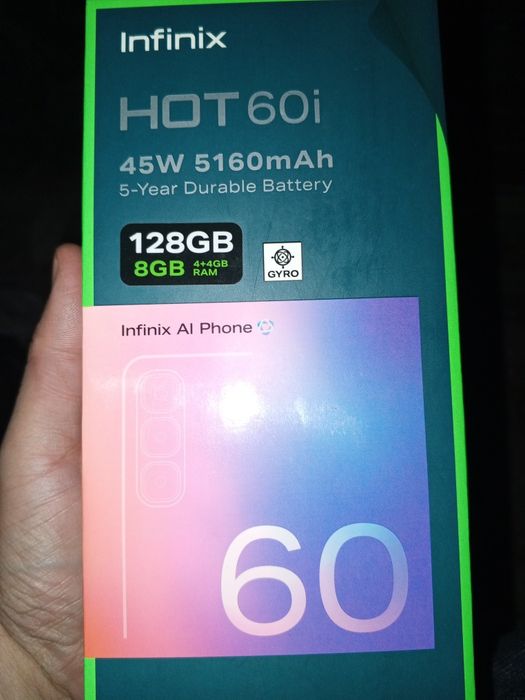 Infinix
HOT 60i
45W 5160mAh
5-Year Durable Battery
128GB
8GB 4+4GB RAM
GYRO
Infinix AI Phone
60